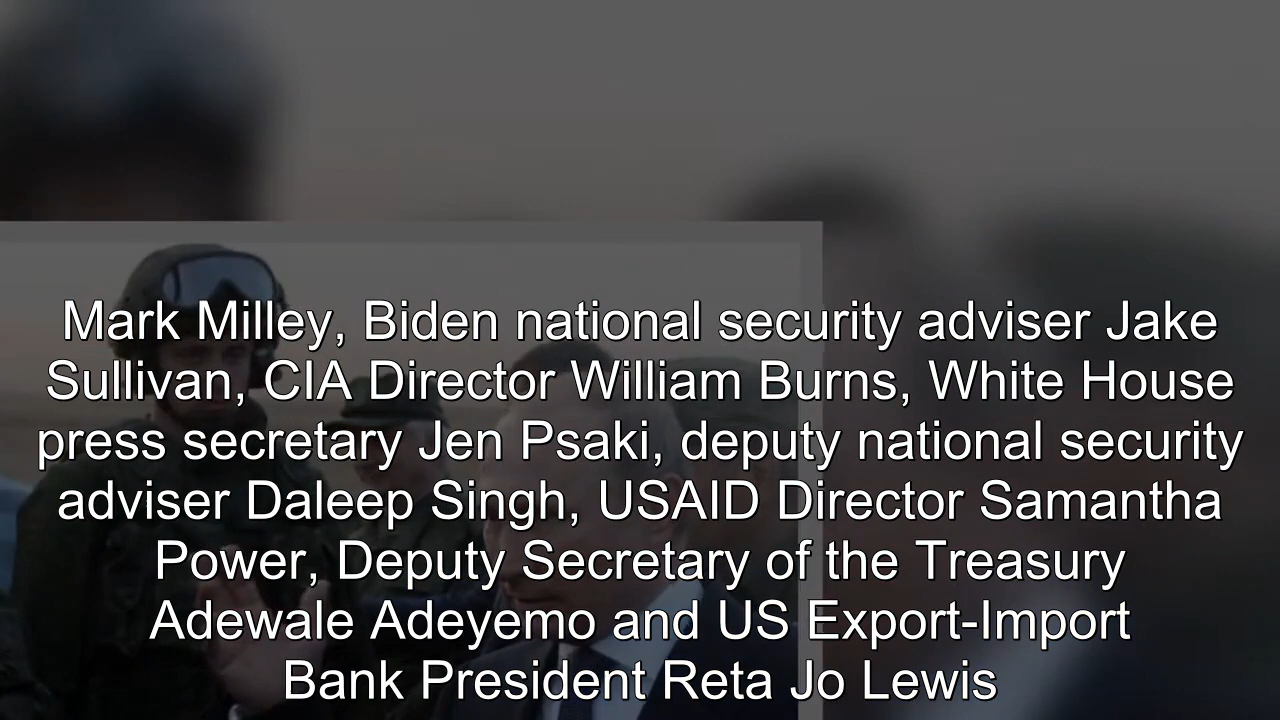 Mark Milley, Biden national security adviser Jake
Sullivan, CIA Director William Burns, White House
press secretary Jen Psaki, deputy national security
adviser Daleep Singh, USAID Director Samantha
Power, Deputy Secretary of the Treasury
Adewale Adeyemo and US Export-Import
Bank President Reta Jo Lewis